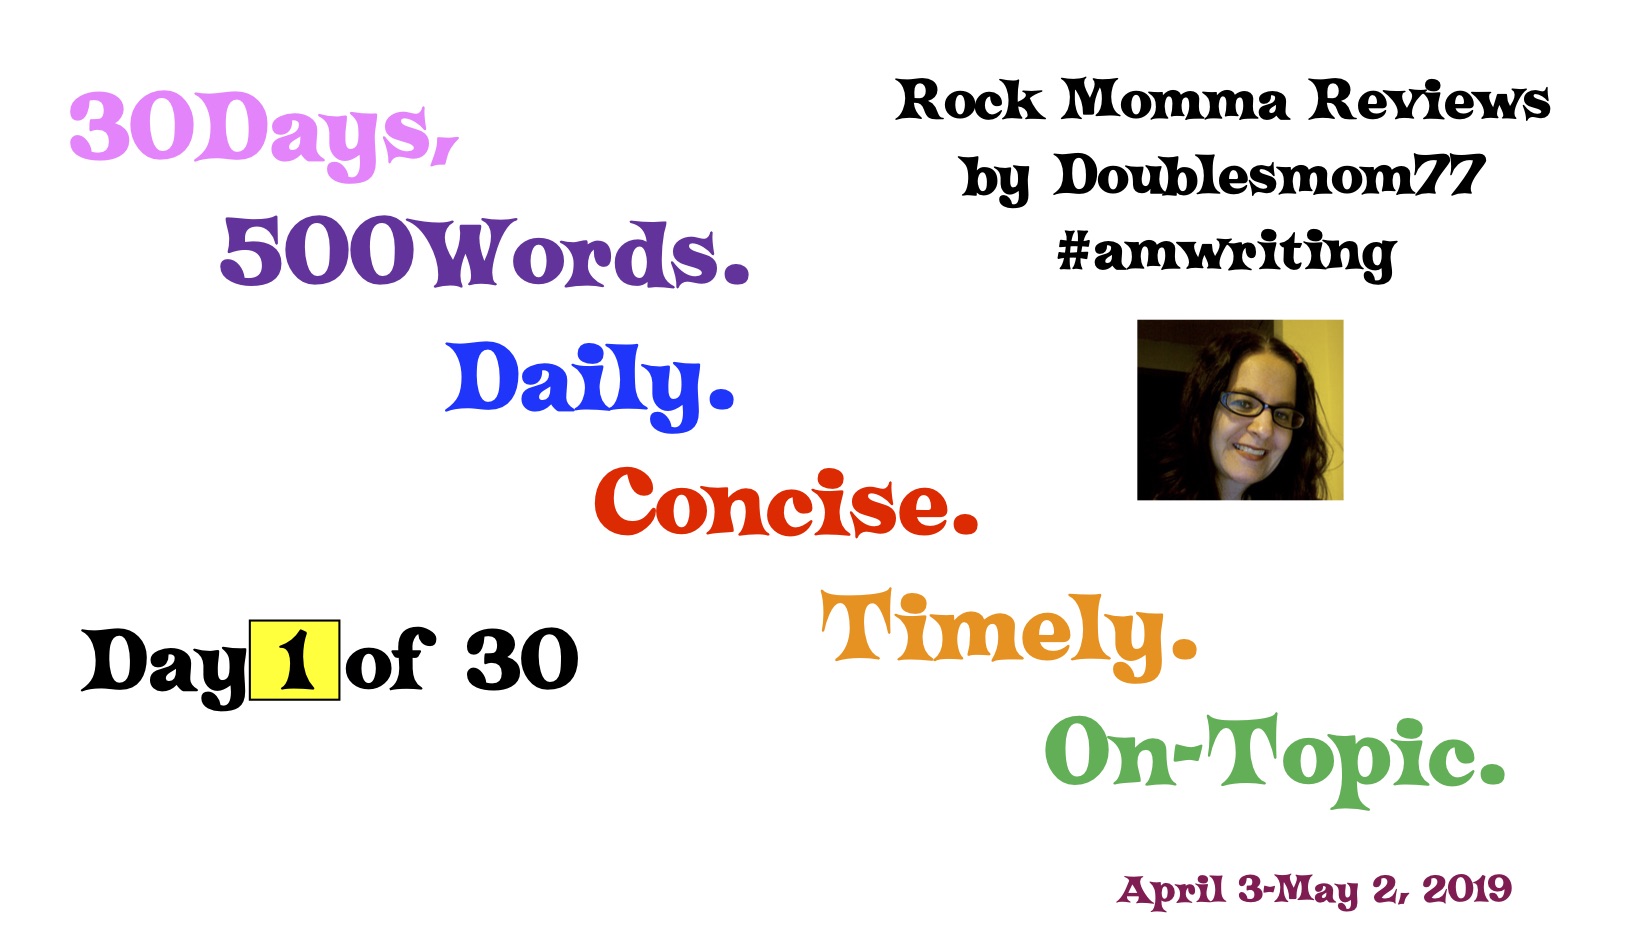 30Days,
500Words.
Daily.
Concise.
Timely.
On-Topic.
Rock Momma Reviews
by Doublesmom77
#amwriting
Day 1 of 30
April 3-May 2, 2019